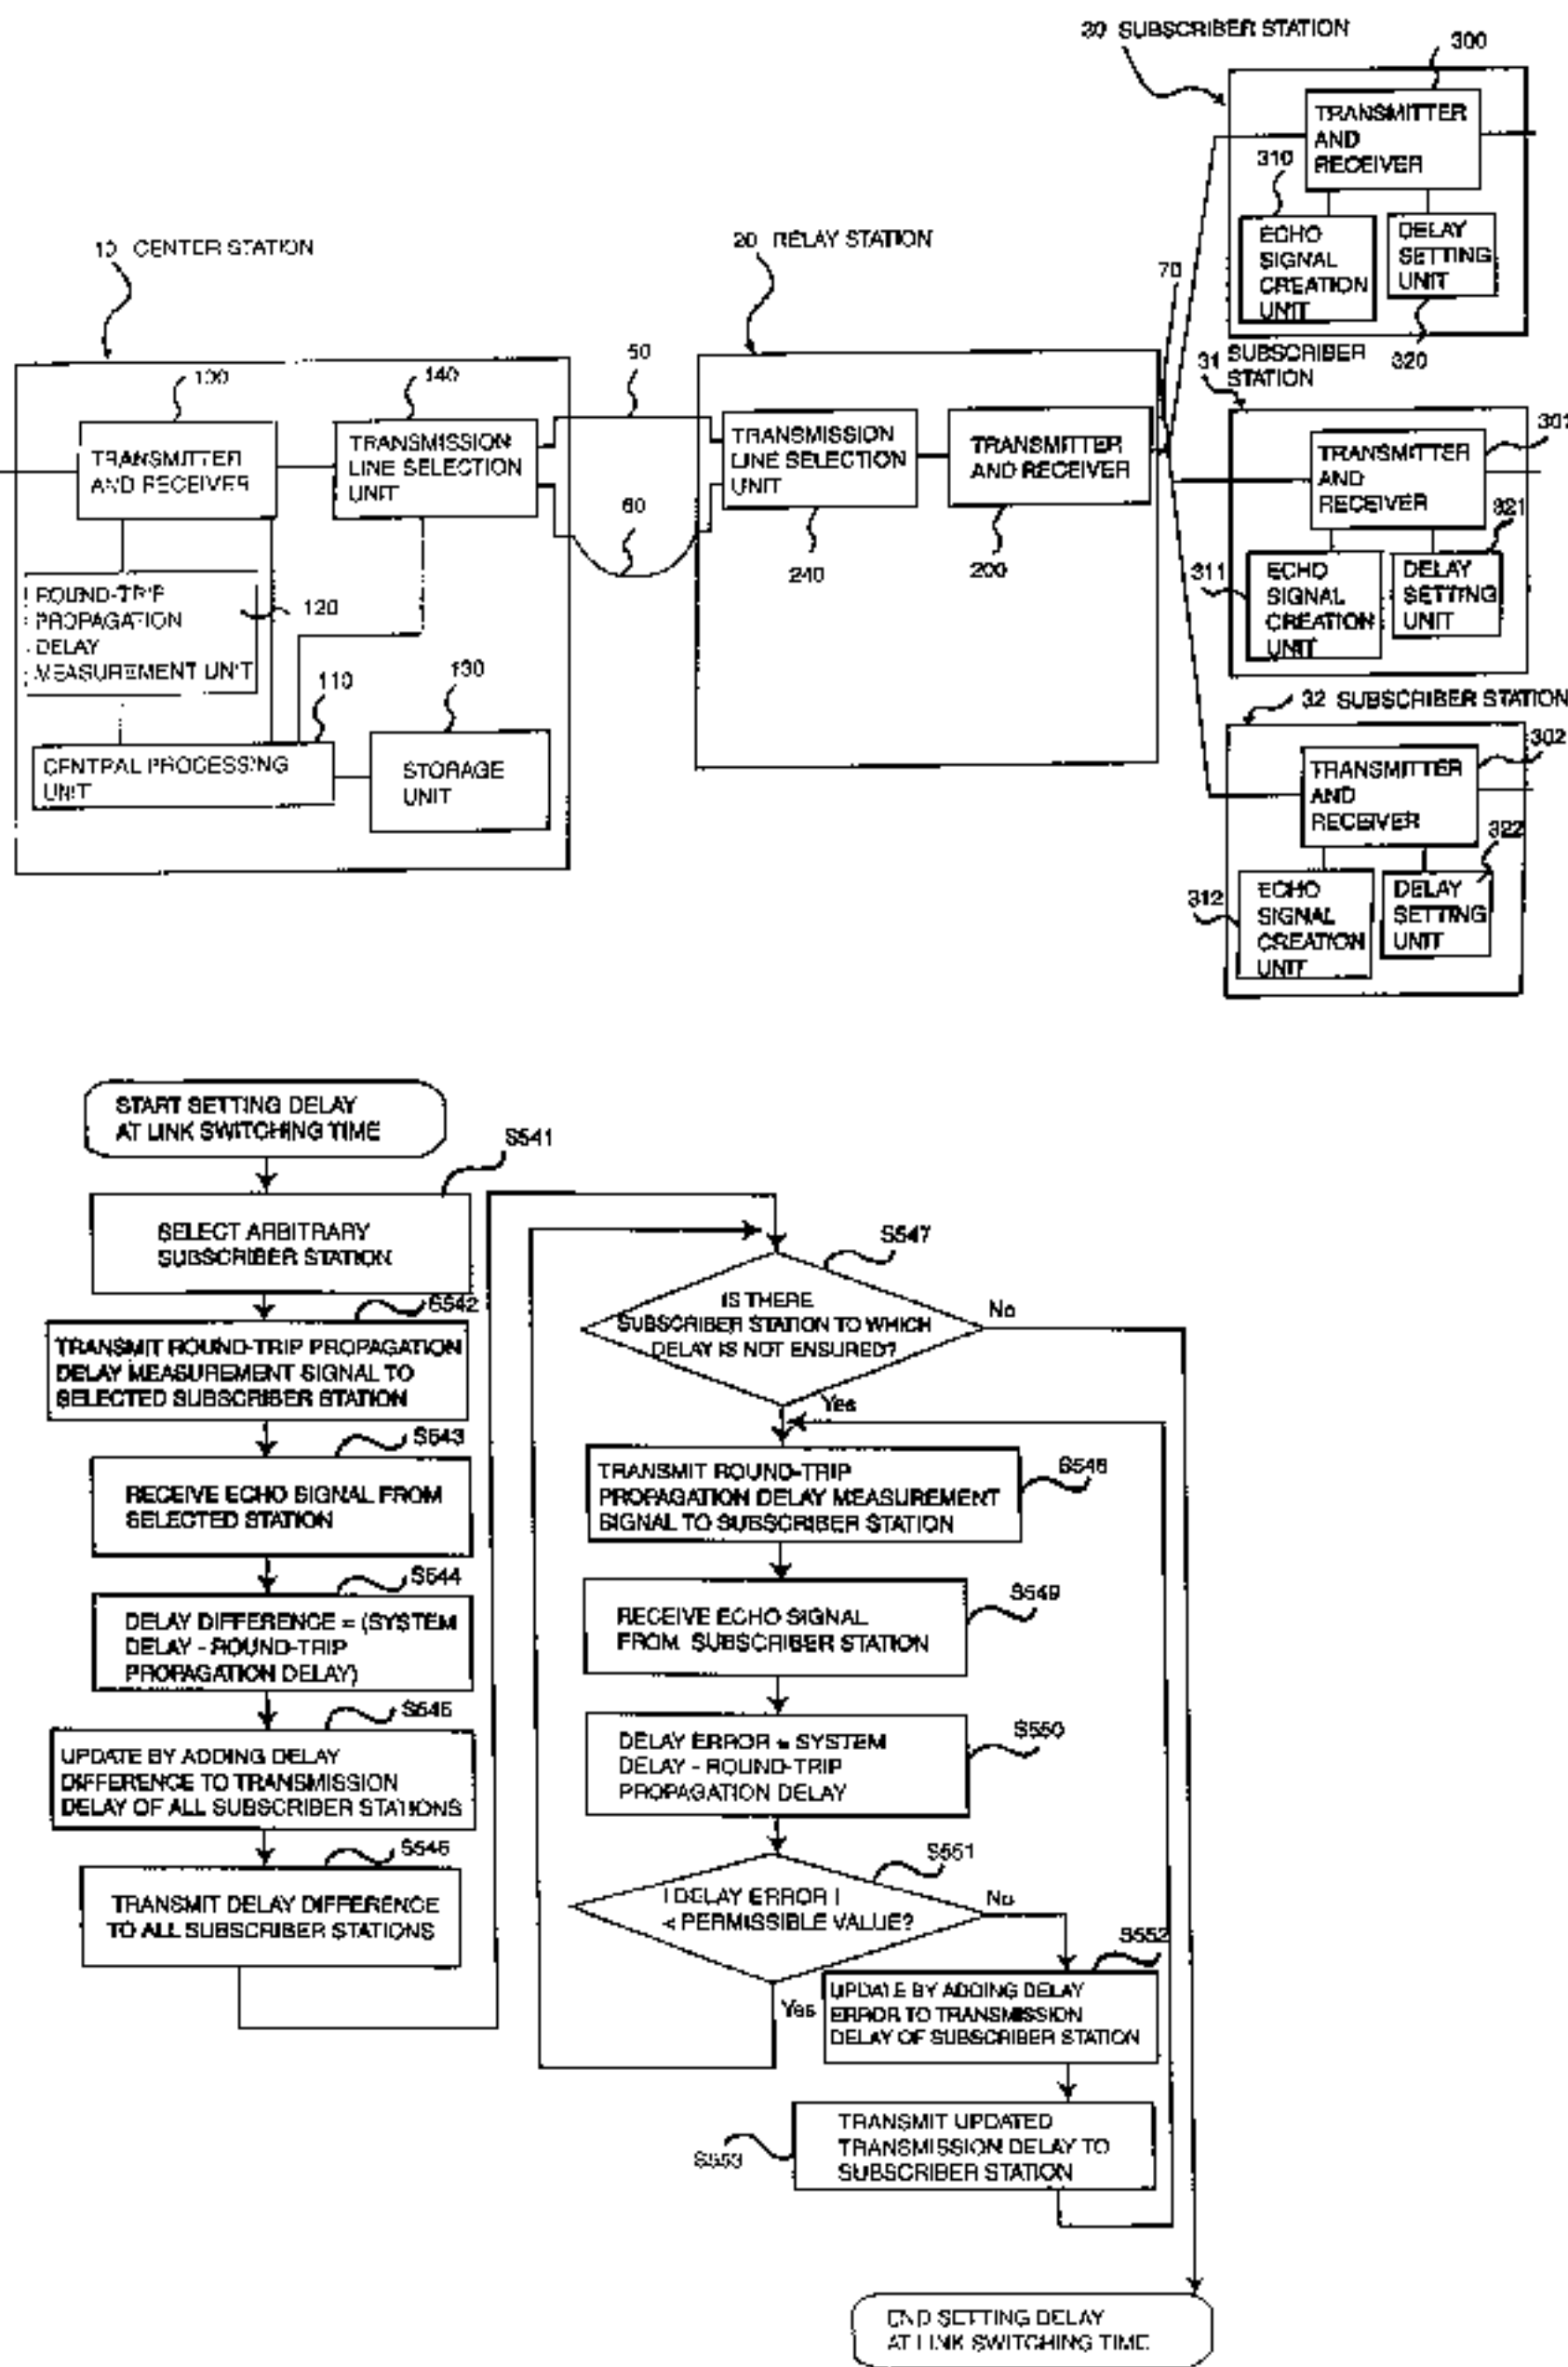 30 SUBSCRIBER STATION
300
TRANSMITTER
AND
RECEIVER
310
ECHO
SIGNAL
CREATION
UNIT
DELAY
SETTING
UNIT
320
10 CENTER STATION
20 RELAY STATION
70
100
140
50
TRANSMITTER
AND RECEIVER
TRANSMISSION
LINE SELECTION
UNIT
60
TRANSMISSION
LINE SELECTION
UNIT
TRANSMITTER
AND RECEIVER
240
200
ROUND-TRIP
PROPAGATION
DELAY
MEASUREMENT UNIT
120
110
130
CENTRAL PROCESSING
UNIT
STORAGE
UNIT
31 SUBSCRIBER
STATION
301
TRANSMITTER
AND
RECEIVER
321
311
ECHO
SIGNAL
CREATION
UNIT
DELAY
SETTING
UNIT
32 SUBSCRIBER STATION
302
TRANSMITTER
AND
RECEIVER
322
312
ECHO
SIGNAL
CREATION
UNIT
DELAY
SETTING
UNIT
START SETTING DELAY
AT LINK SWITCHING TIME
S541
SELECT ARBITRARY
SUBSCRIBER STATION
S542
TRANSMIT ROUND-TRIP PROPAGATION
DELAY MEASUREMENT SIGNAL TO
SELECTED SUBSCRIBER STATION
S543
RECEIVE ECHO SIGNAL FROM
SELECTED STATION
S544
DELAY DIFFERENCE = (SYSTEM
DELAY - ROUND-TRIP
PROPAGATION DELAY)
S545
UPDATE BY ADDING DELAY
DIFFERENCE TO TRANSMISSION
DELAY OF ALL SUBSCRIBER STATIONS
S546
TRANSMIT DELAY DIFFERENCE
TO ALL SUBSCRIBER STATIONS
S547
IS THERE
SUBSCRIBER STATION TO WHICH
DELAY IS NOT ENSURED?
No
Yes
S548
TRANSMIT ROUND-TRIP
PROPAGATION DELAY MEASUREMENT
SIGNAL TO SUBSCRIBER STATION
S549
RECEIVE ECHO SIGNAL
FROM SUBSCRIBER STATION
S550
DELAY ERROR = SYSTEM
DELAY - ROUND-TRIP
PROPAGATION DELAY
S551
| DELAY ERROR |
< PERMISSIBLE VALUE?
No
Yes
S552
UPDATE BY ADDING DELAY
ERROR TO TRANSMISSION
DELAY OF SUBSCRIBER STATION
S553
TRANSMIT UPDATED
TRANSMISSION DELAY TO
SUBSCRIBER STATION
END SETTING DELAY
AT LINK SWITCHING TIME